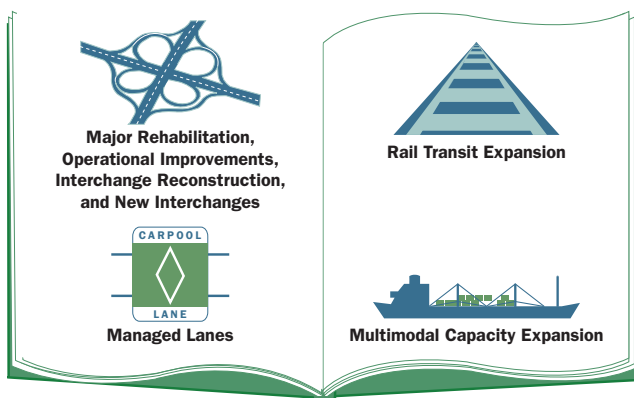 Major Rehabilitation,
Operational Improvements,
Interchange Reconstruction,
and New Interchanges
CARPOOL
LANE
Managed Lanes
Rail Transit Expansion
Multimodal Capacity Expansion